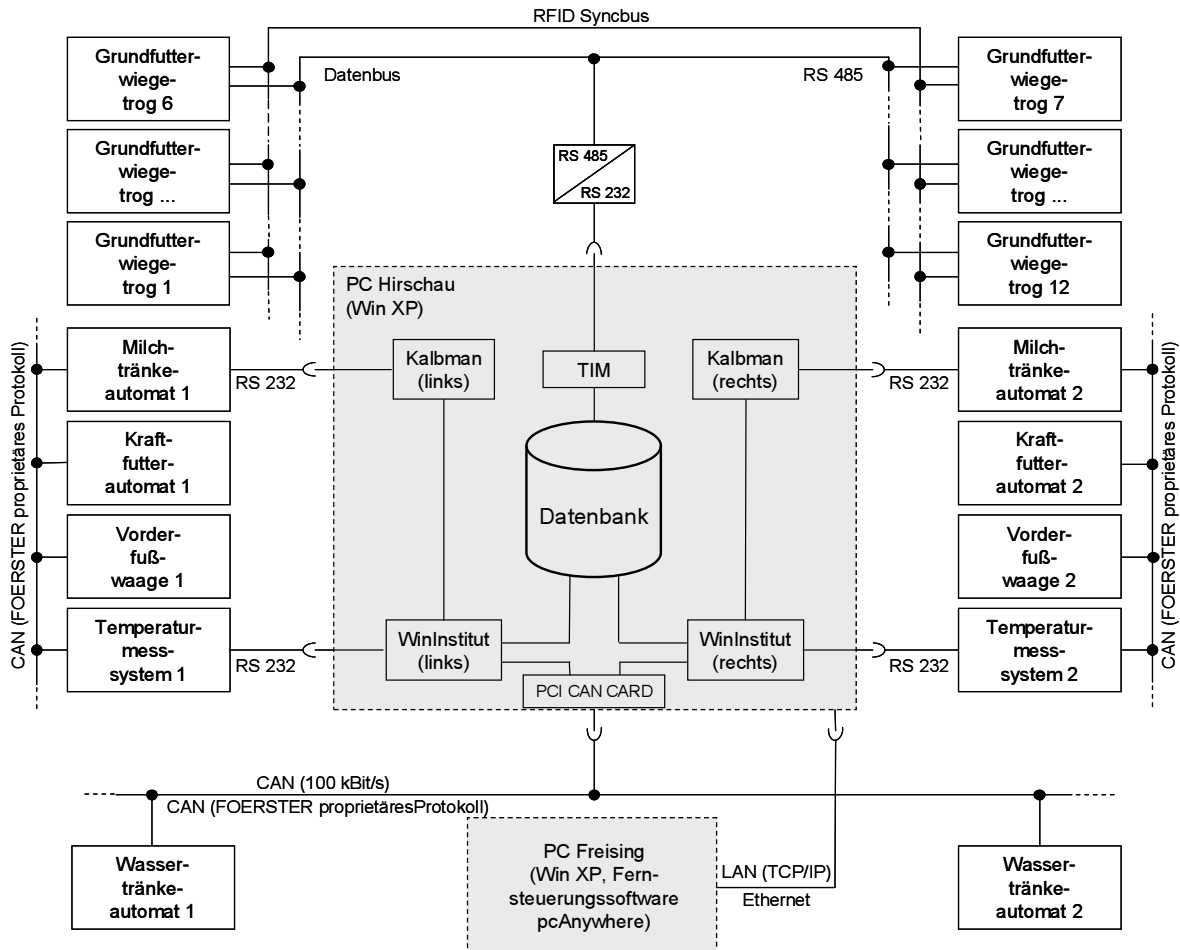 RFID Syncbus
Datenbus
RS 485
Grundfutter-
wiege-
trog 6
Grundfutter-
wiege-
trog 7
RS 485
RS 232
Grundfutter-
wiege-
trog ...
Grundfutter-
wiege-
trog ...
Grundfutter-
wiege-
trog 1
Grundfutter-
wiege-
trog 12
PC Hirschau
(Win XP)
CAN (FOERSTER proprietäres Protokoll)
Milch-
tränke-
automat 1
RS 232
Kalbman
(links)
TIM
Kalbman
(rechts)
RS 232
Milch-
tränke-
automat 2
CAN (FOERSTER proprietäres Protokoll)
Kraft-
futter-
automat 1
Datenbank
Kraft-
futter-
automat 2
Vorder-
fuß-
waage 1
Vorder-
fuß-
waage 2
Temperatur-
mess-
system 1
RS 232
WinInstitut
(links)
WinInstitut
(rechts)
RS 232
Temperatur-
mess-
system 2
PCI CAN CARD
CAN (100 kBit/s)
CAN (FOERSTER proprietäresProtokoll)
Wasser-
tränke-
automat 1
PC Freising
(Win XP, Fern-
steuerungssoftware
pcAnywhere)
LAN (TCP/IP)
Ethernet
Wasser-
tränke-
automat 2